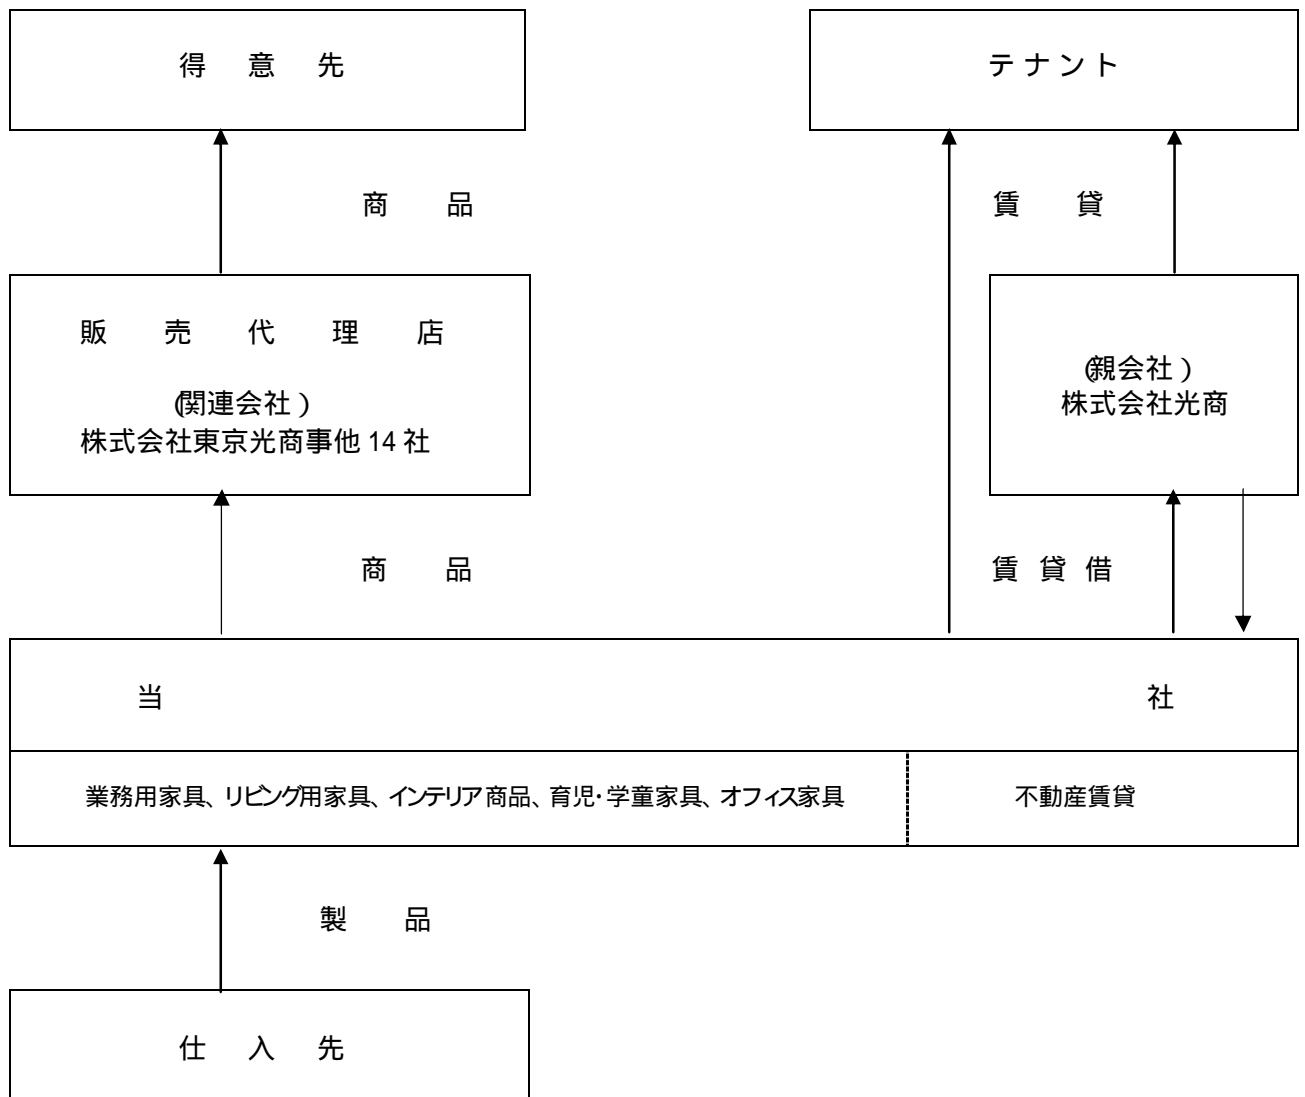 得 意 先
テナント
商 品
賃 貸
販 売 代 理 店
(関連会社)
株式会社東京光商事他 14 社
(親会社)
株式会社光商
商 品
賃 貸 借
当 社
業務用家具、リビング用家具、インテリア商品、育児・学童家具、オフィス家具
不動産賃貸
製 品
仕 入 先